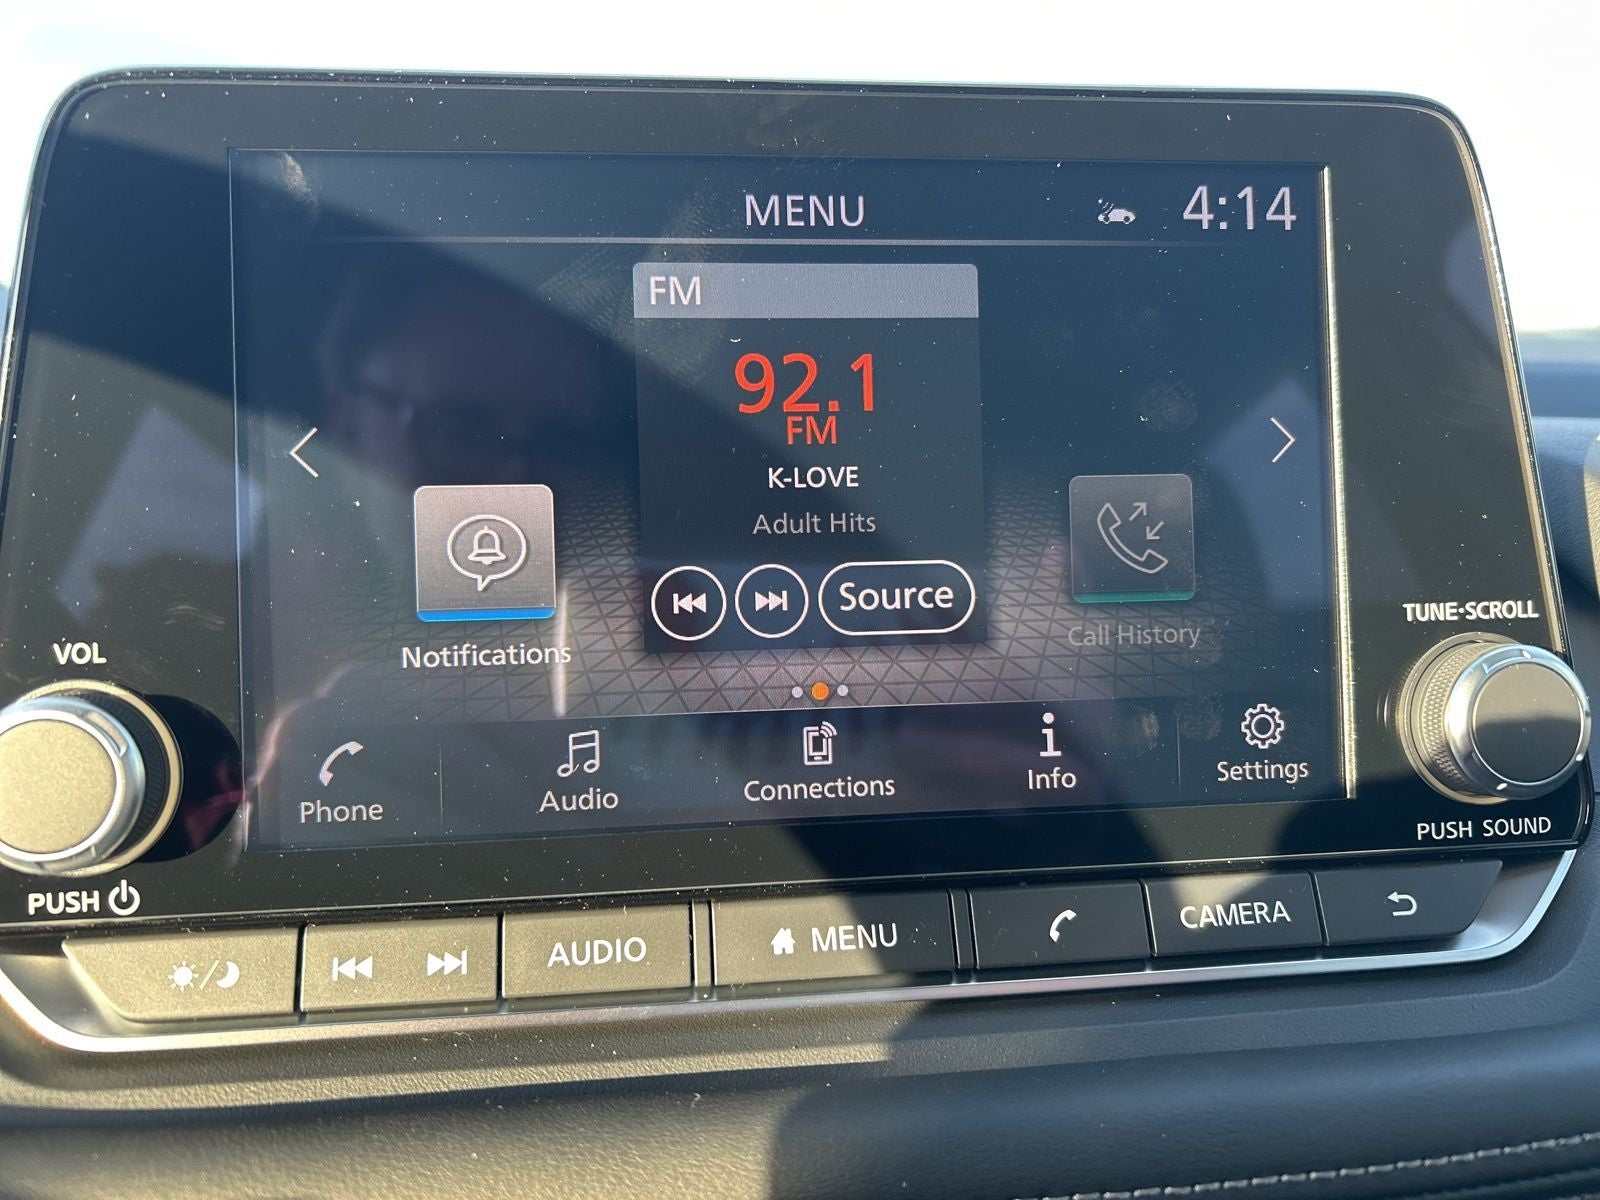 MENU
4:14
FM
92.1
FM
K-LOVE
Adult Hits
Source
Notifications
Call History
Phone
Audio
Connections
Info
Settings
VOL
PUSH
TUNE•SCROLL
PUSH SOUND
AUDIO
MENU
CAMERA